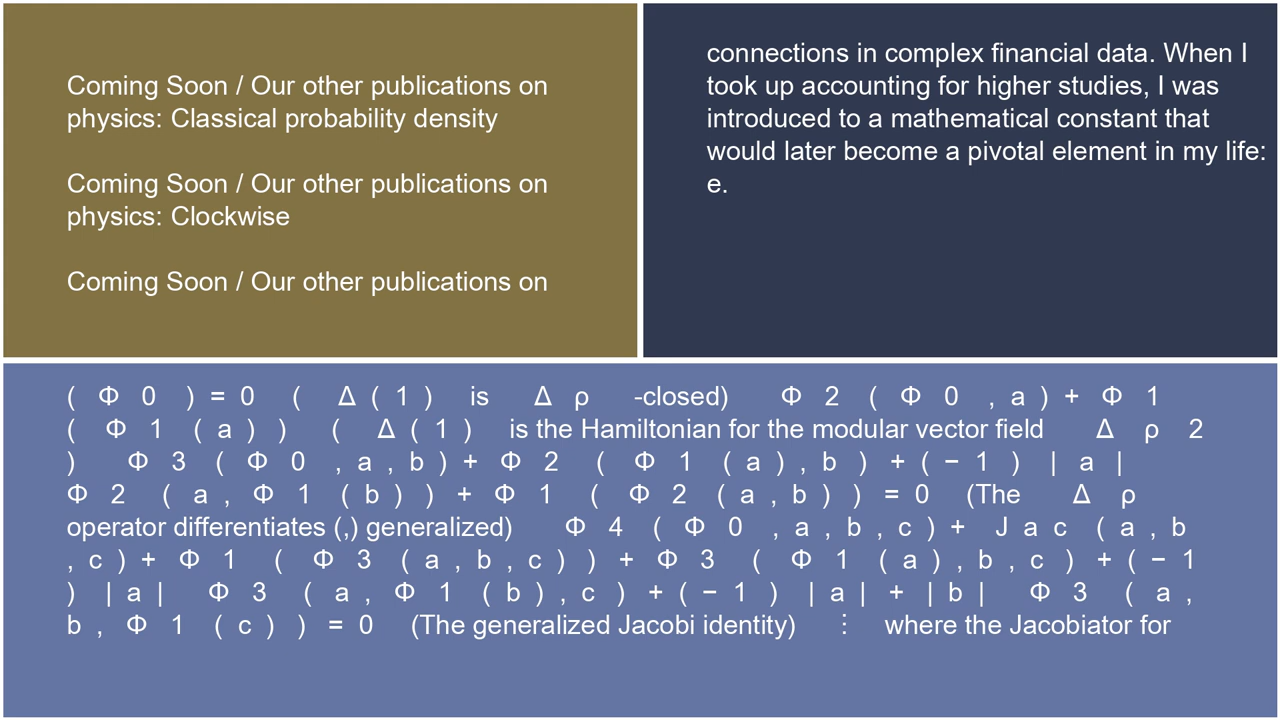 Coming Soon / Our other publications on
physics: Classical probability density
Coming Soon / Our other publications on
physics: Clockwise
Coming Soon / Our other publications on
connections in complex financial data. When I
took up accounting for higher studies, I was
introduced to a mathematical constant that
would later become a pivotal element in my life:
e.
( Φ 0 ) = 0 ( Δ ( 1 ) is Δ ρ -closed) Φ 2 ( Φ 0 , a ) + Φ 1
( Φ 1 ( a ) ) ( Δ ( 1 ) is the Hamiltonian for the modular vector field Δ ρ 2
) Φ 3 ( Φ 0 , a , b ) + Φ 2 ( Φ 1 ( a ) , b ) + ( − 1 ) | a |
Φ 2 ( a , Φ 1 ( b ) ) + Φ 1 ( Φ 2 ( a , b ) ) = 0 (The Δ ρ
operator differentiates (,) generalized) Φ 4 ( Φ 0 , a , b , c ) + J a c ( a , b
, c ) + Φ 1 ( Φ 3 ( a , b , c ) ) + Φ 3 ( Φ 1 ( a ) , b , c ) + ( − 1
) | a | Φ 3 ( a , Φ 1 ( b ) , c ) + ( − 1 ) | a | + | b | Φ 3 ( a ,
b , Φ 1 ( c ) ) = 0 (The generalized Jacobi identity) ⋮ where the Jacobiator for